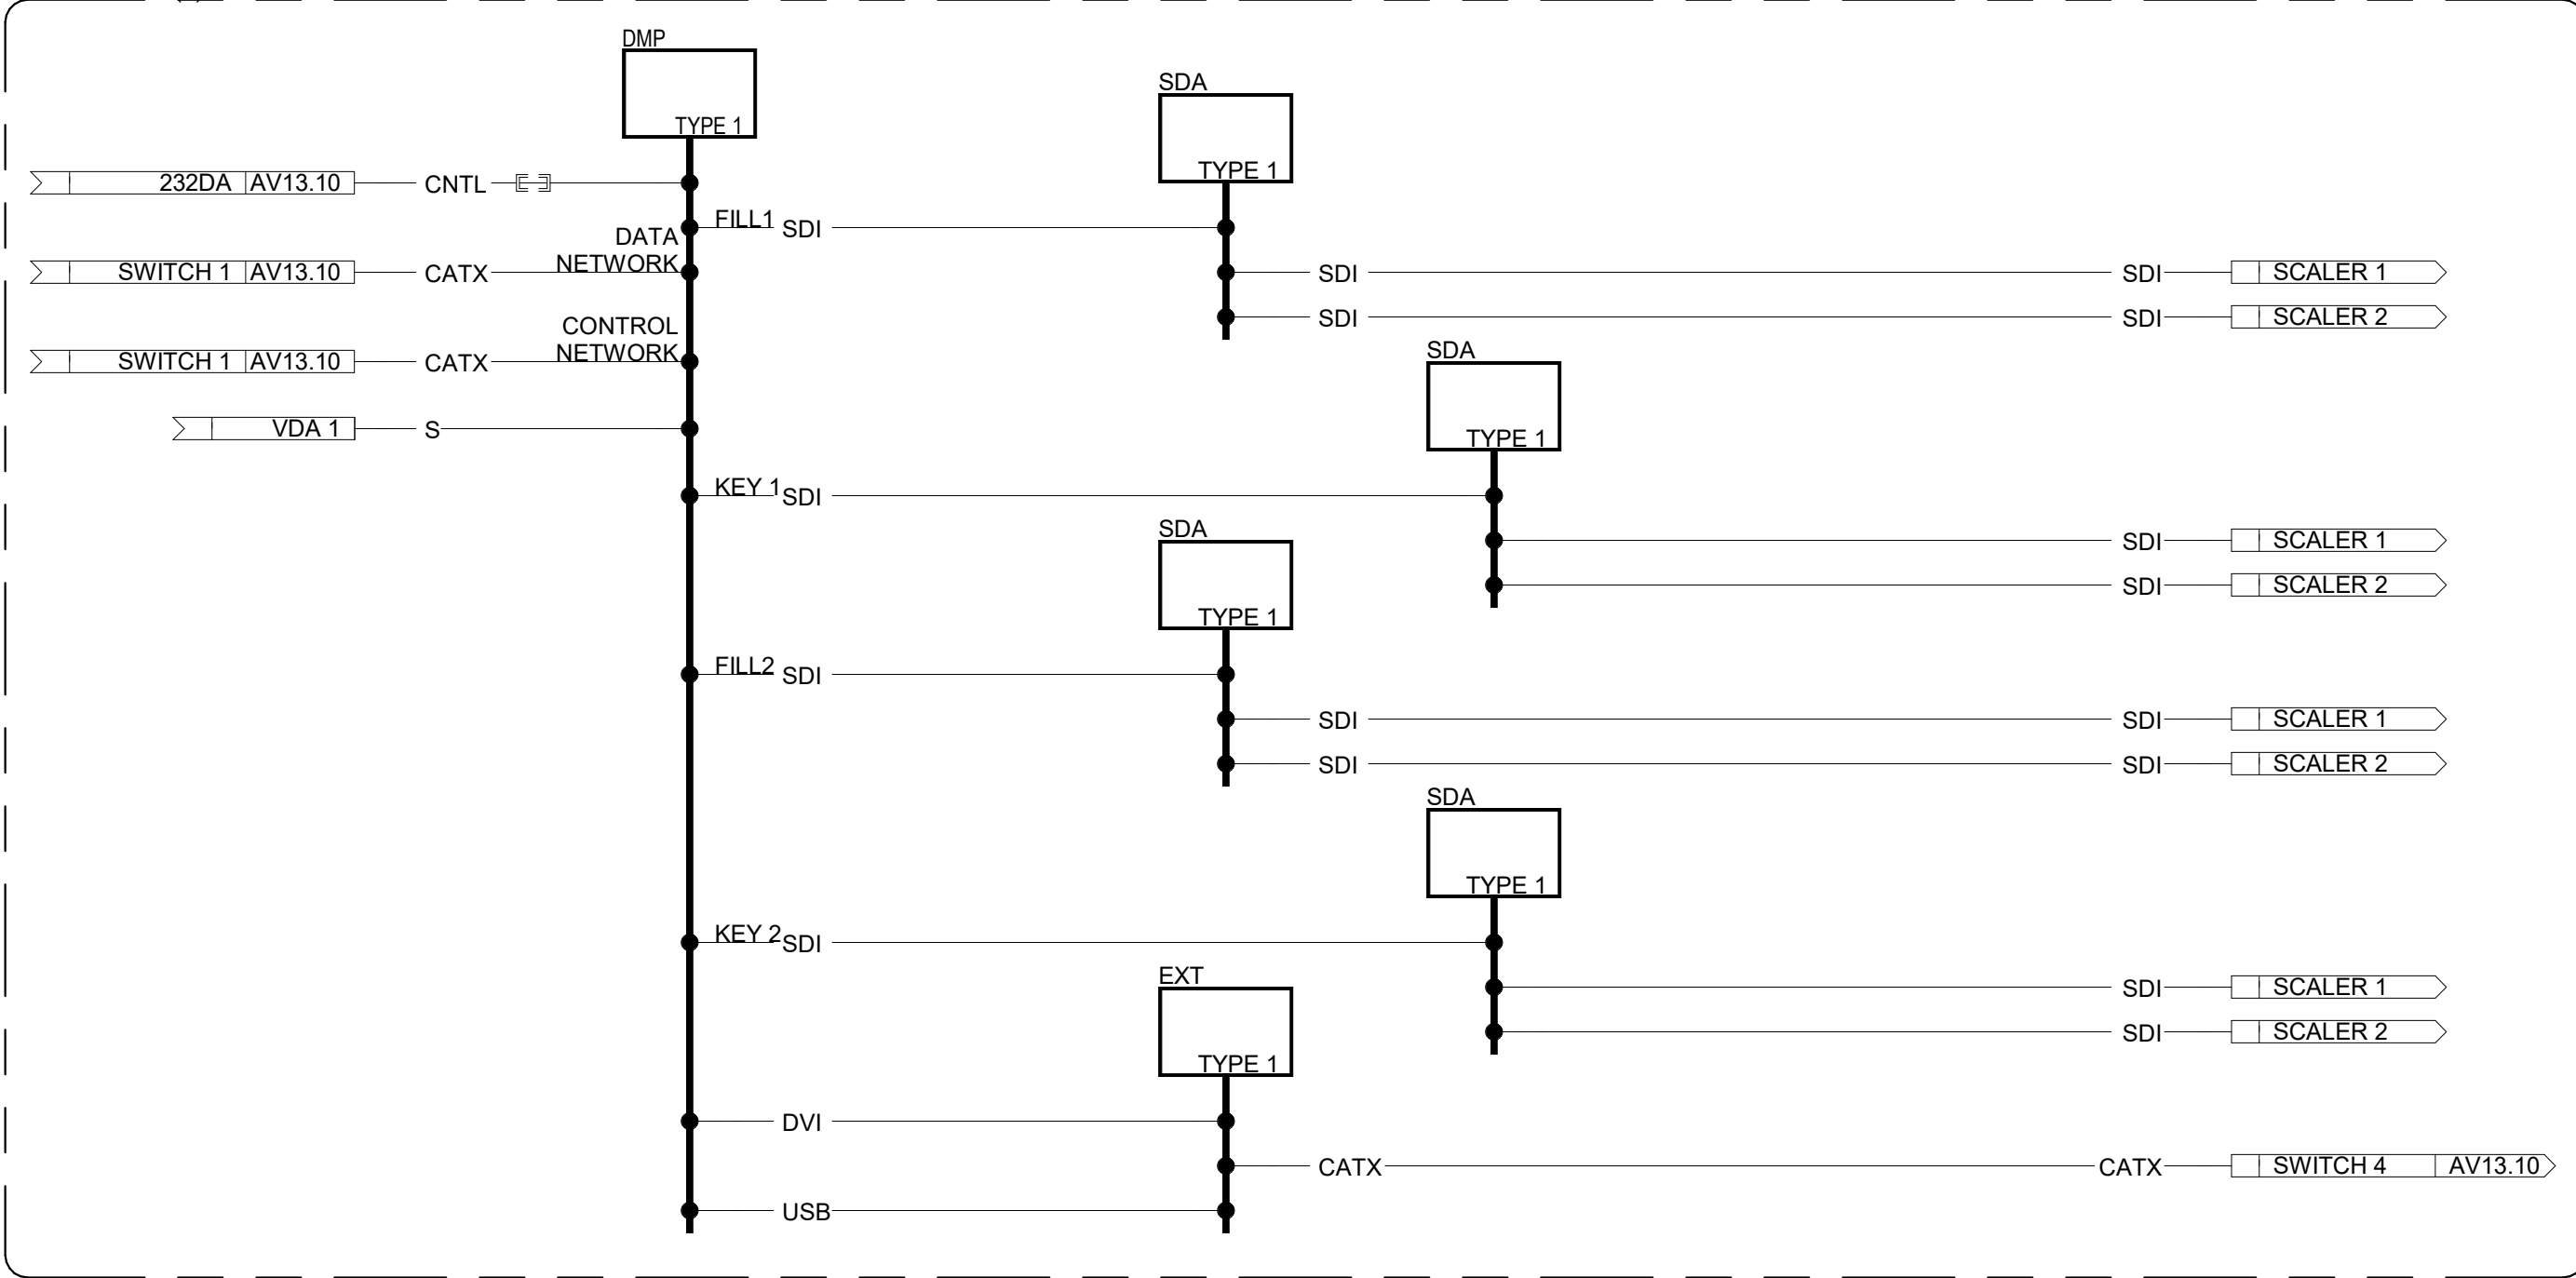 DMP
TYPE 1
SDA
TYPE 1
232DA AV13.10 CNTL
FILL1 SDI
DATA
NETWORK
SWITCH 1 AV13.10 CATX
SDI SDI SCALER 1
SDI SDI SCALER 2
CONTROL
NETWORK
SWITCH 1 AV13.10 CATX
SDA
TYPE 1
VDA 1 S
KEY 1 SDI
SDI SCALER 1
SDI SCALER 2
SDA
TYPE 1
FILL2 SDI
SDI SDI SCALER 1
SDI SDI SCALER 2
SDA
TYPE 1
KEY 2 SDI
SDI SCALER 1
SDI SCALER 2
EXT
TYPE 1
DVI
CATX CATX SWITCH 4 AV13.10
USB